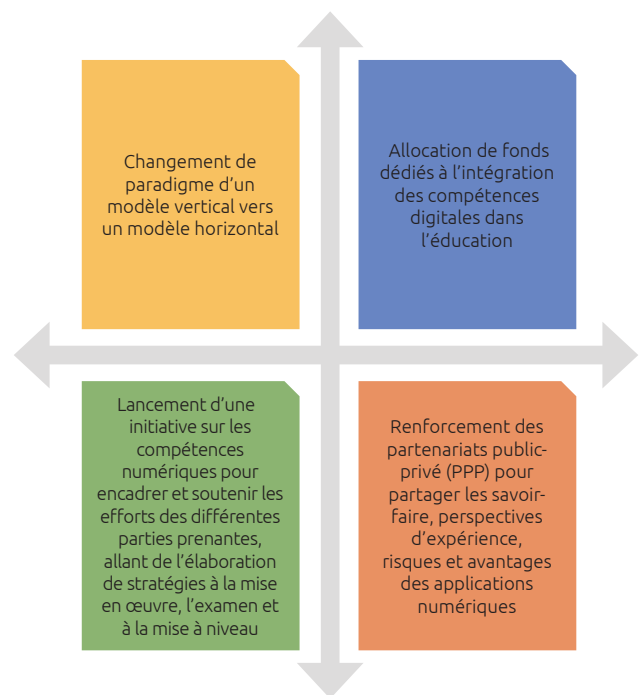 Changement de
paradigme d’un
modèle vertical vers
un modèle horizontal
Allocation de fonds
dédiés à l’intégration
des compétences
digitales dans
l’éducation
Lancement d’une
initiative sur les
compétences
numériques pour
encadrer et soutenir les
efforts des différentes
parties prenantes,
allant de l’élaboration
de stratégies à la mise
en œuvre, l’examen et
à la mise à niveau
Renforcement des
partenariats public-
privé (PPP) pour
partager les savoir-
faire, perspectives
d’expérience,
risques et avantages
des applications
numériques